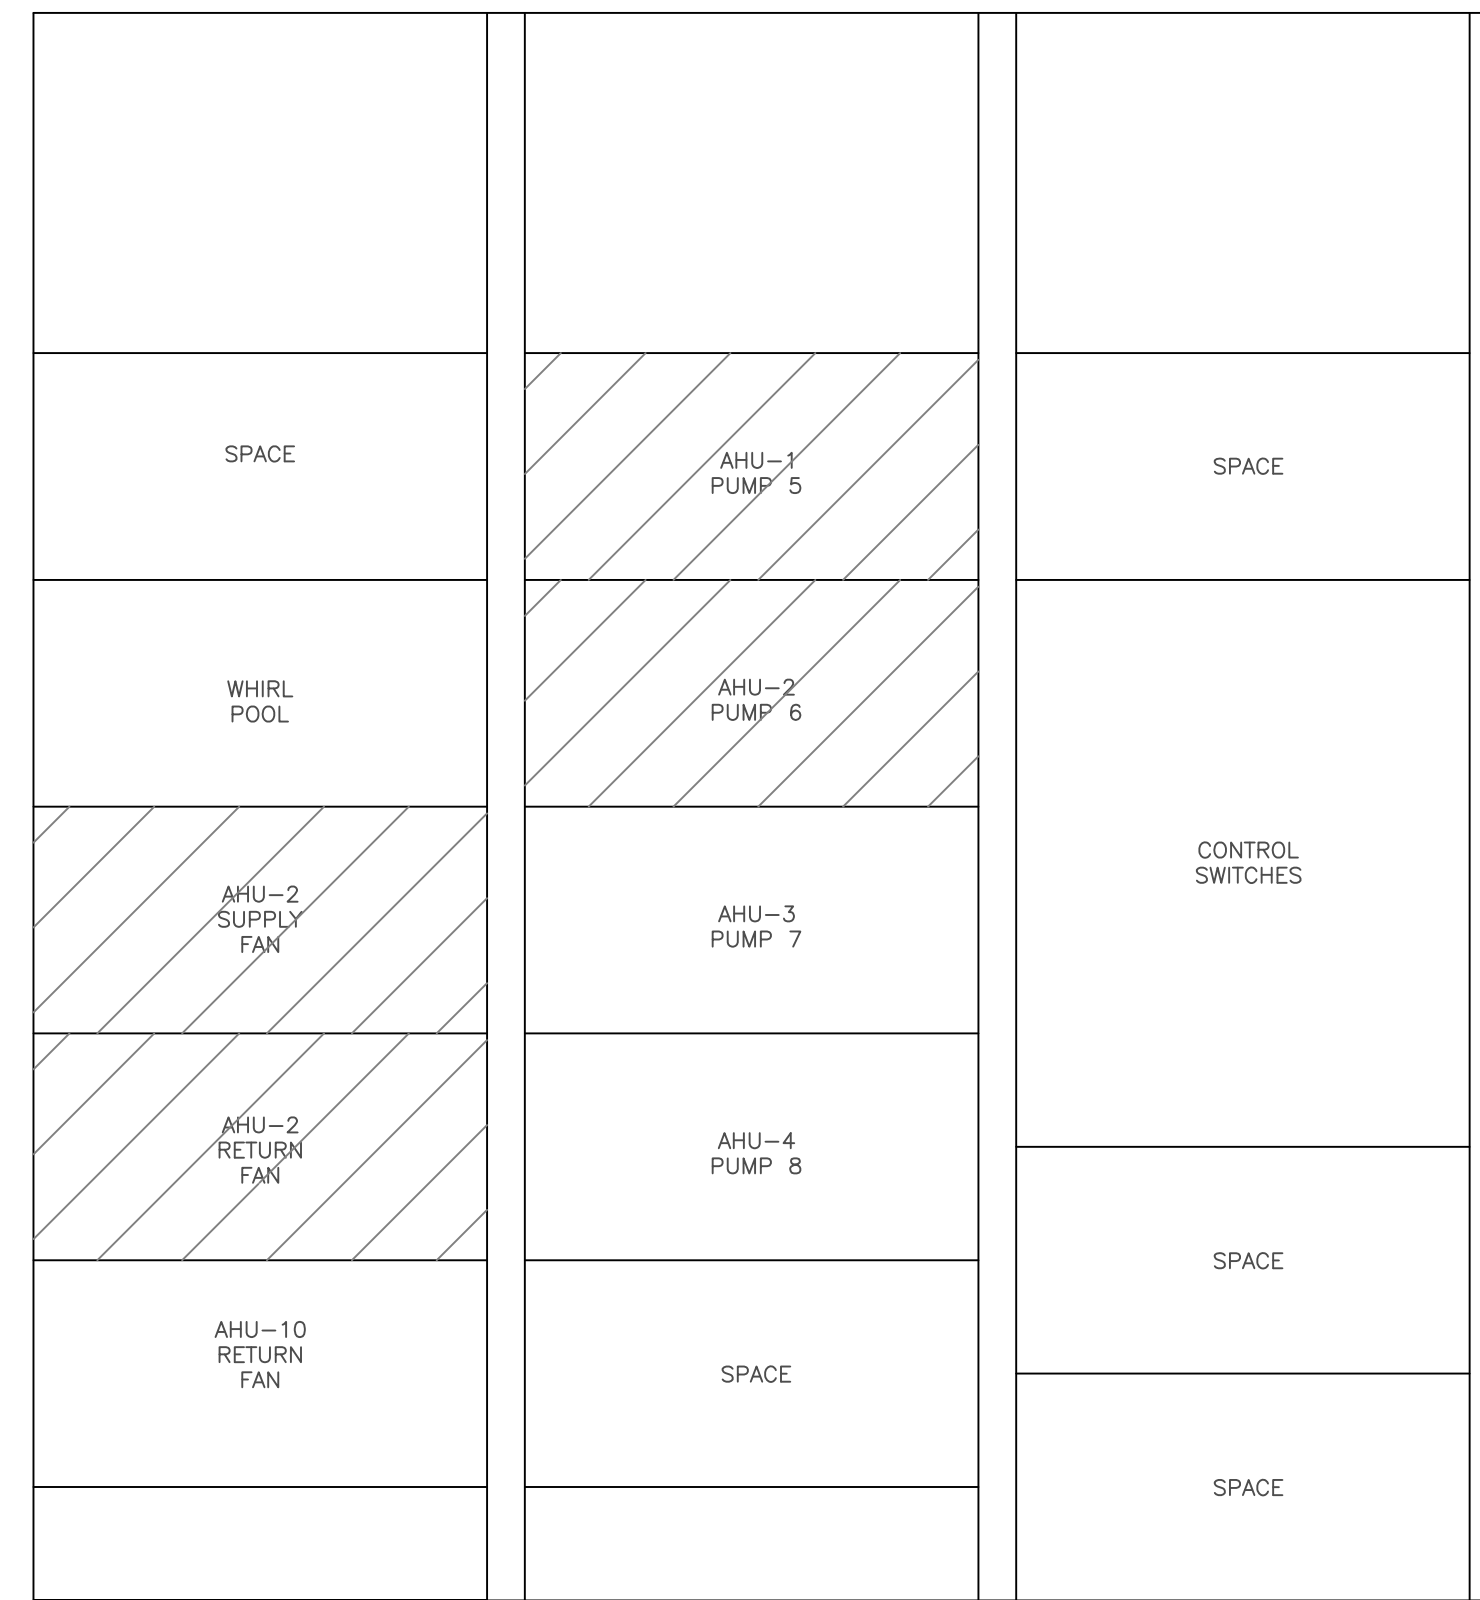 SPACE
WHIRL
POOL
AHU-2
SUPPLY
FAN
AHU-2
RETURN
FAN
AHU-10
RETURN
FAN
AHU-1
PUMP 5
AHU-2
PUMP 6
AHU-3
PUMP 7
AHU-4
PUMP 8
SPACE
SPACE
CONTROL
SWITCHES
SPACE
SPACE